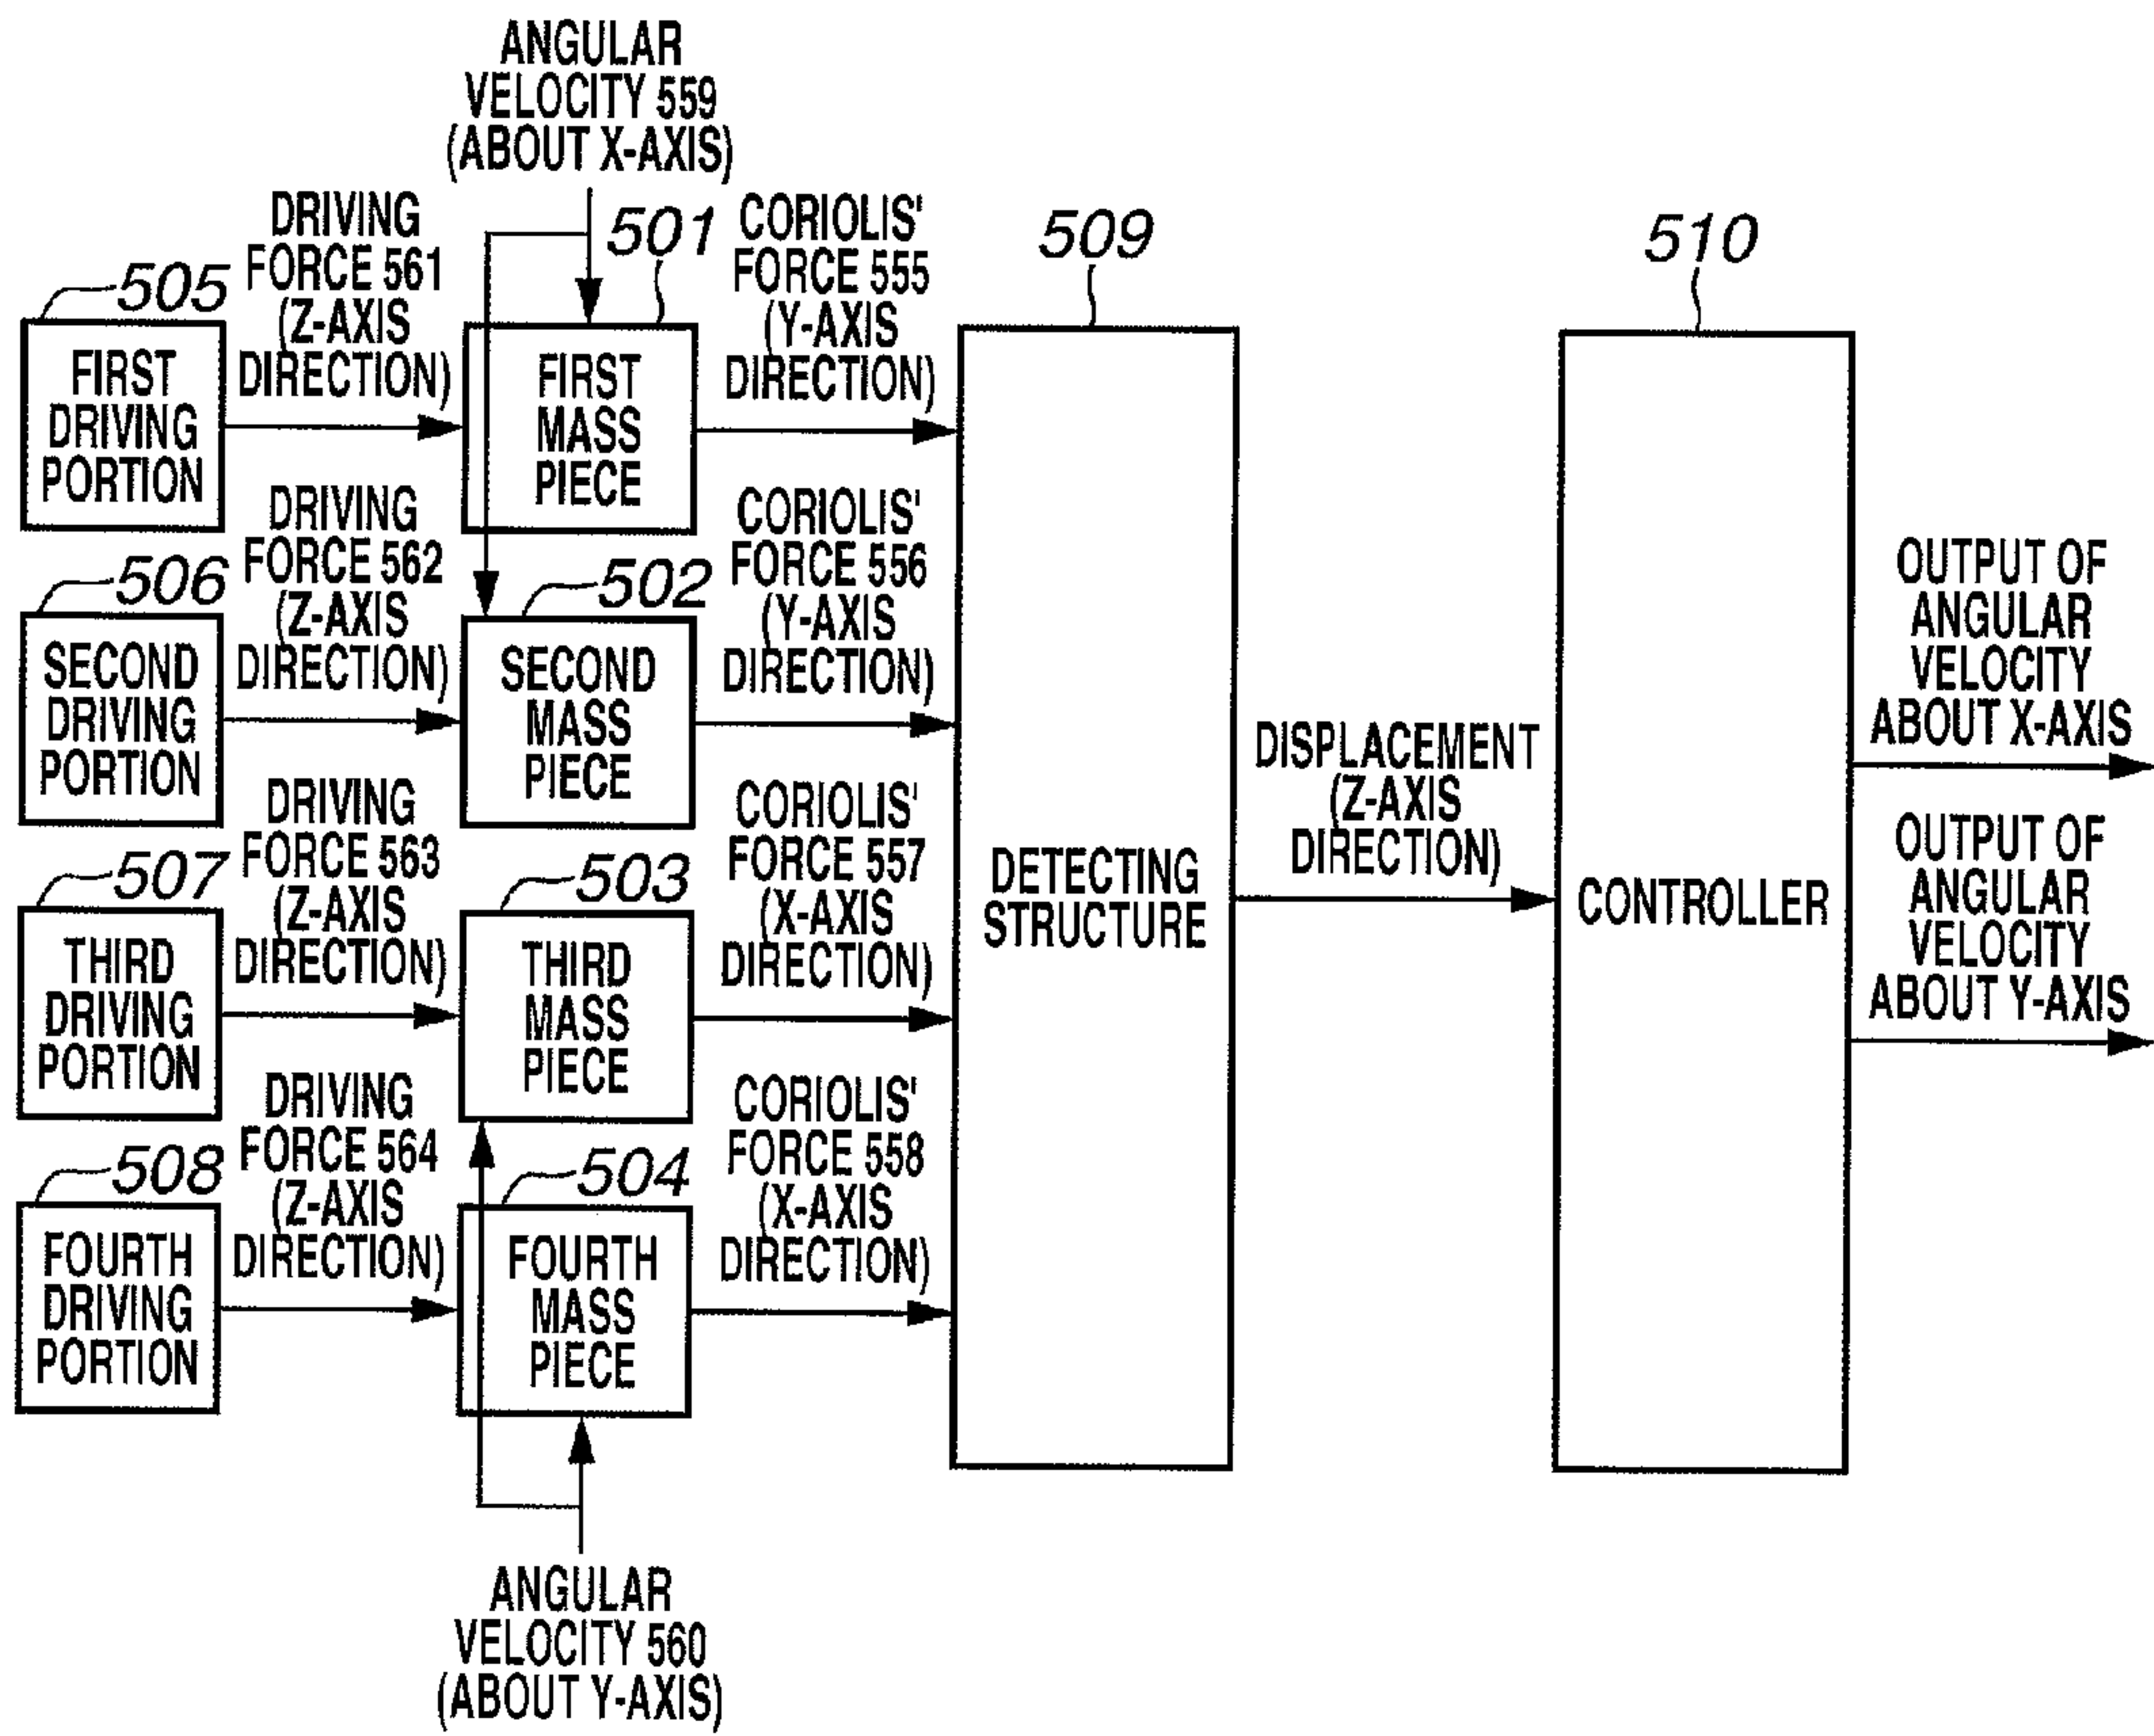 ANGULAR
VELOCITY 559
(ABOUT X-AXIS)
505
DRIVING
FORCE 561
(Z-AXIS
DIRECTION)
501
CORIOLIS'
FORCE 555
(Y-AXIS
DIRECTION)
509
510
FIRST
DRIVING
PORTION
FIRST
MASS
PIECE
506
DRIVING
FORCE 562
(Z-AXIS
DIRECTION)
502
CORIOLIS'
FORCE 556
(Y-AXIS
DIRECTION)
SECOND
DRIVING
PORTION
SECOND
MASS
PIECE
507
DRIVING
FORCE 563
(Z-AXIS
DIRECTION)
503
CORIOLIS'
FORCE 557
(X-AXIS
DIRECTION)
THIRD
DRIVING
PORTION
THIRD
MASS
PIECE
508
DRIVING
FORCE 564
(Z-AXIS
DIRECTION)
504
CORIOLIS'
FORCE 558
(X-AXIS
DIRECTION)
FOURTH
DRIVING
PORTION
FOURTH
MASS
PIECE
ANGULAR
VELOCITY 560
(ABOUT Y-AXIS)
DETECTING
STRUCTURE
DISPLACEMENT
(Z-AXIS
DIRECTION)
CONTROLLER
OUTPUT OF
ANGULAR
VELOCITY
ABOUT X-AXIS
OUTPUT OF
ANGULAR
VELOCITY
ABOUT Y-AXIS